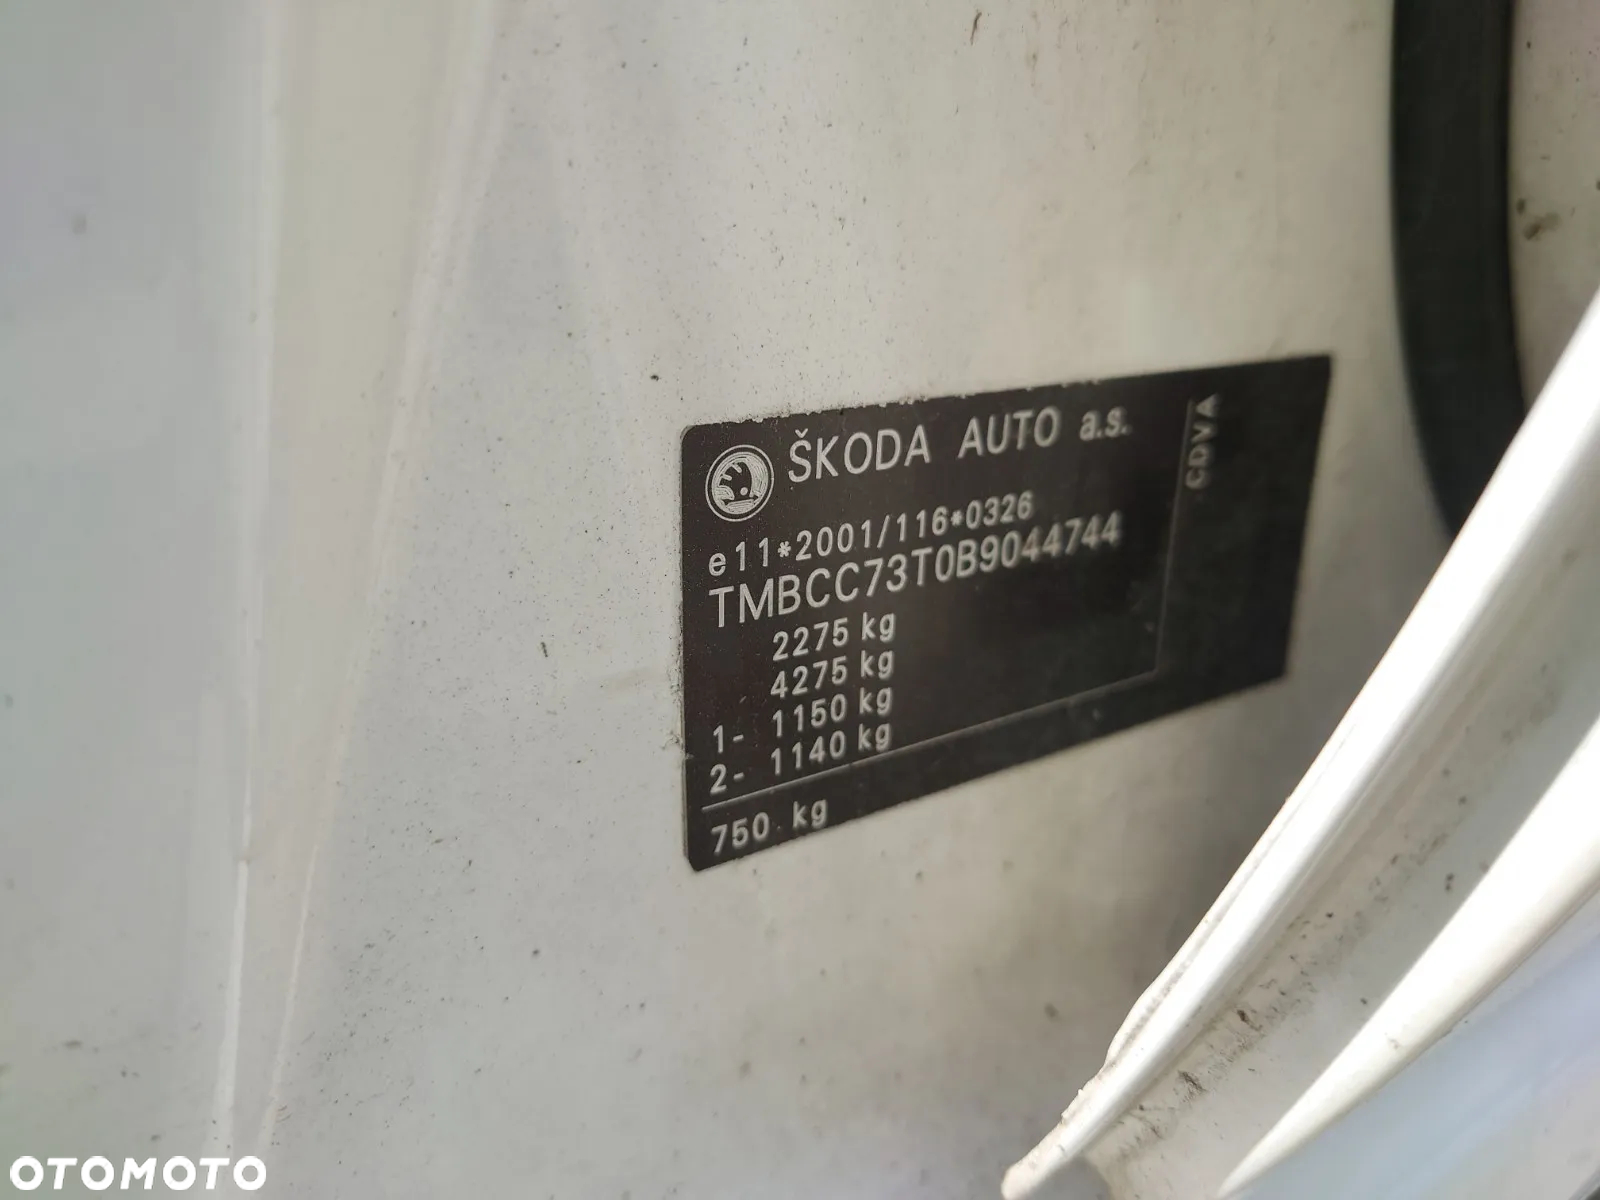 ŠKODA AUTO a.s.
CDVA
e11*2001/116*0326
TMBCC73T0B9044744
2275 kg
4275 kg
1- 1150 kg
2- 1140 kg
750 kg
OTOMOTO